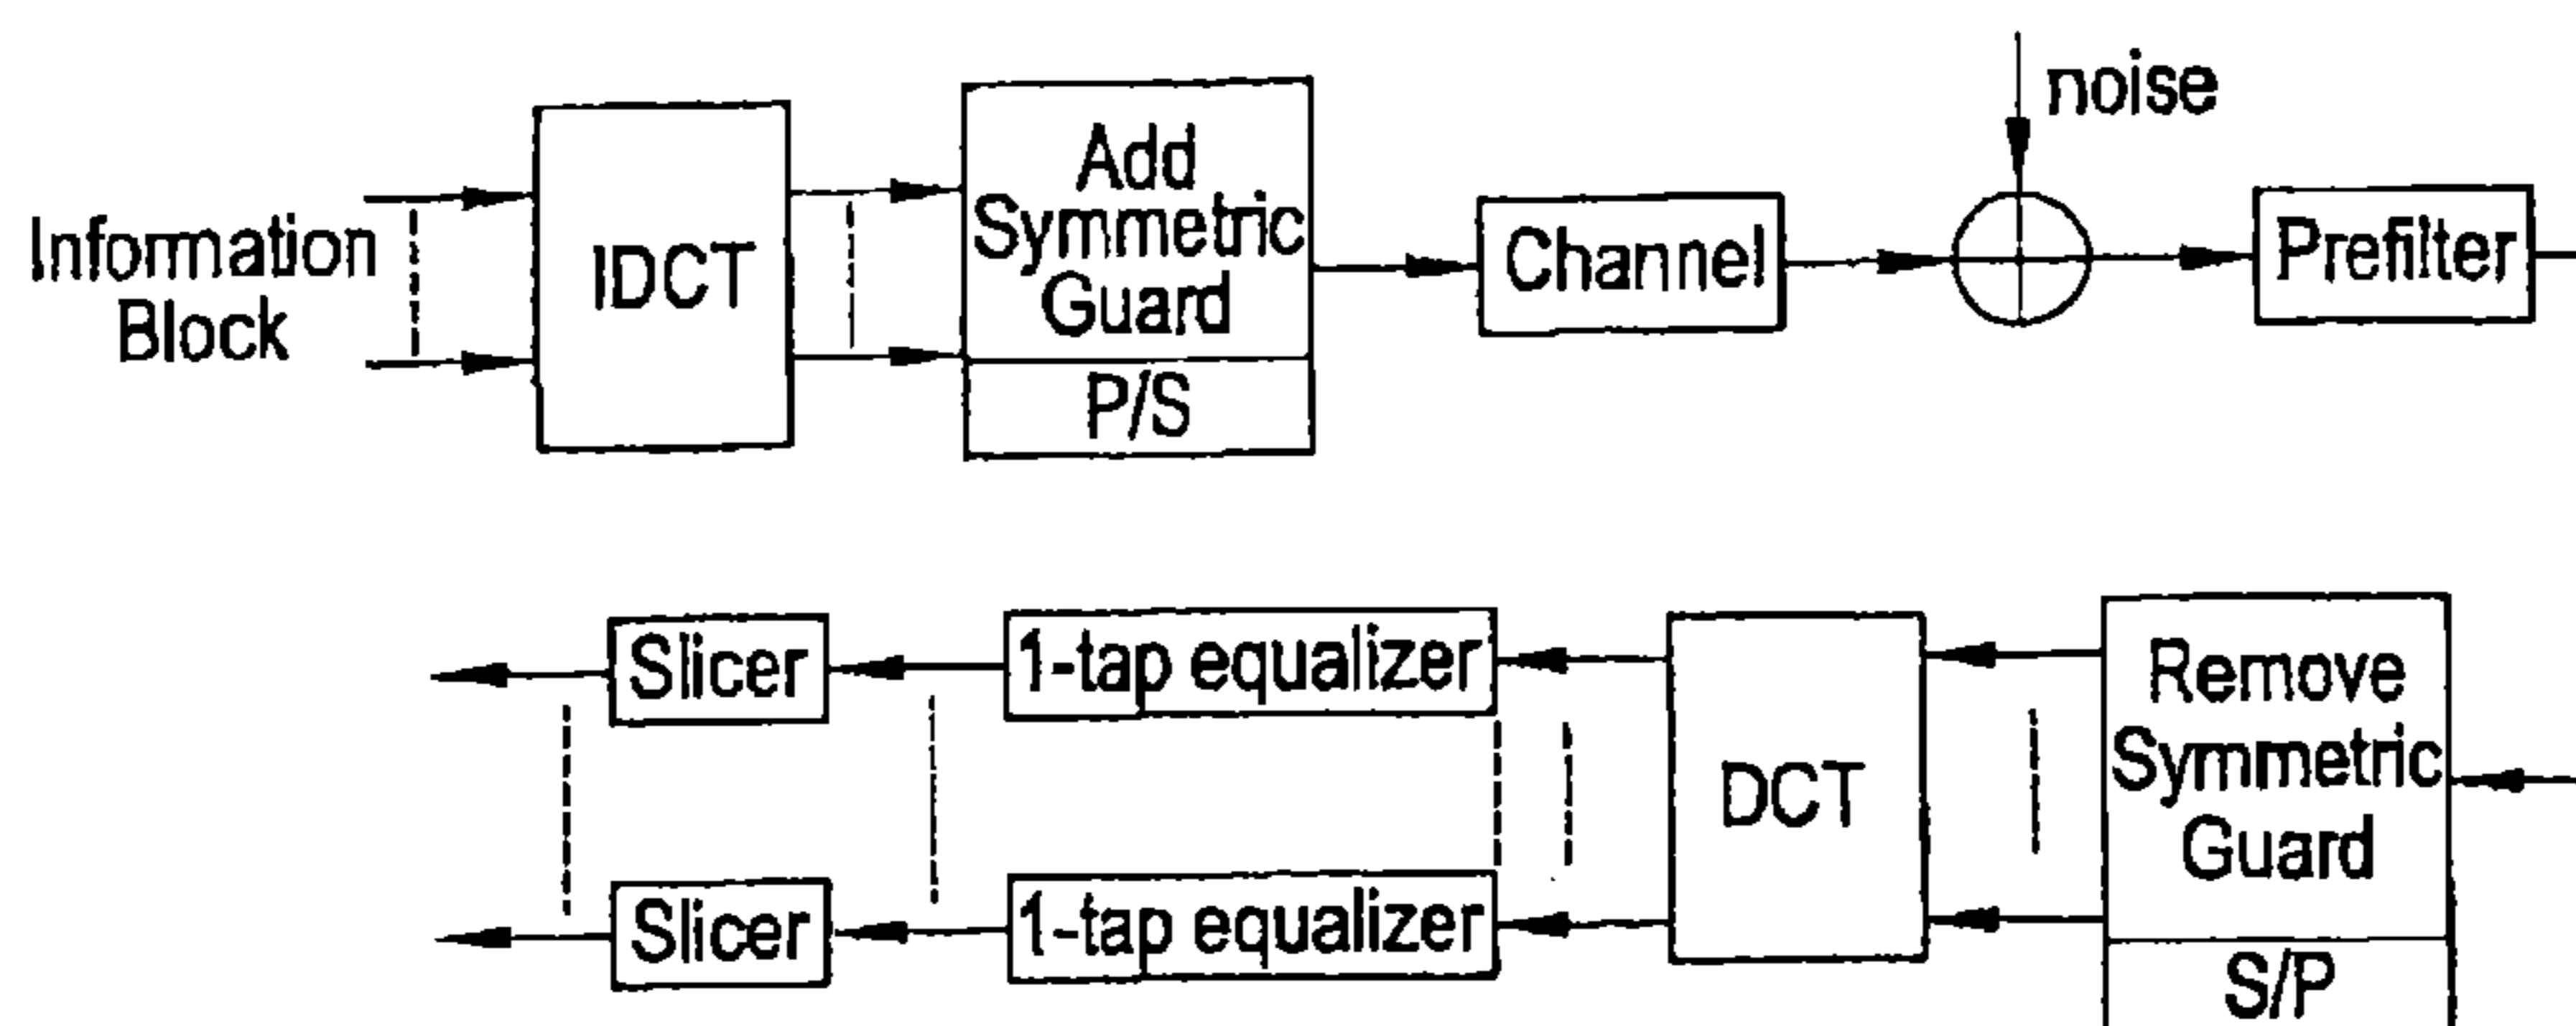 Information
Block
IDCT
Add
Symmetric
Guard
P/S
Channel
noise
Prefilter
Slicer
1-tap equalizer
DCT
Remove
Symmetric
Guard
S/P
Slicer
1-tap equalizer